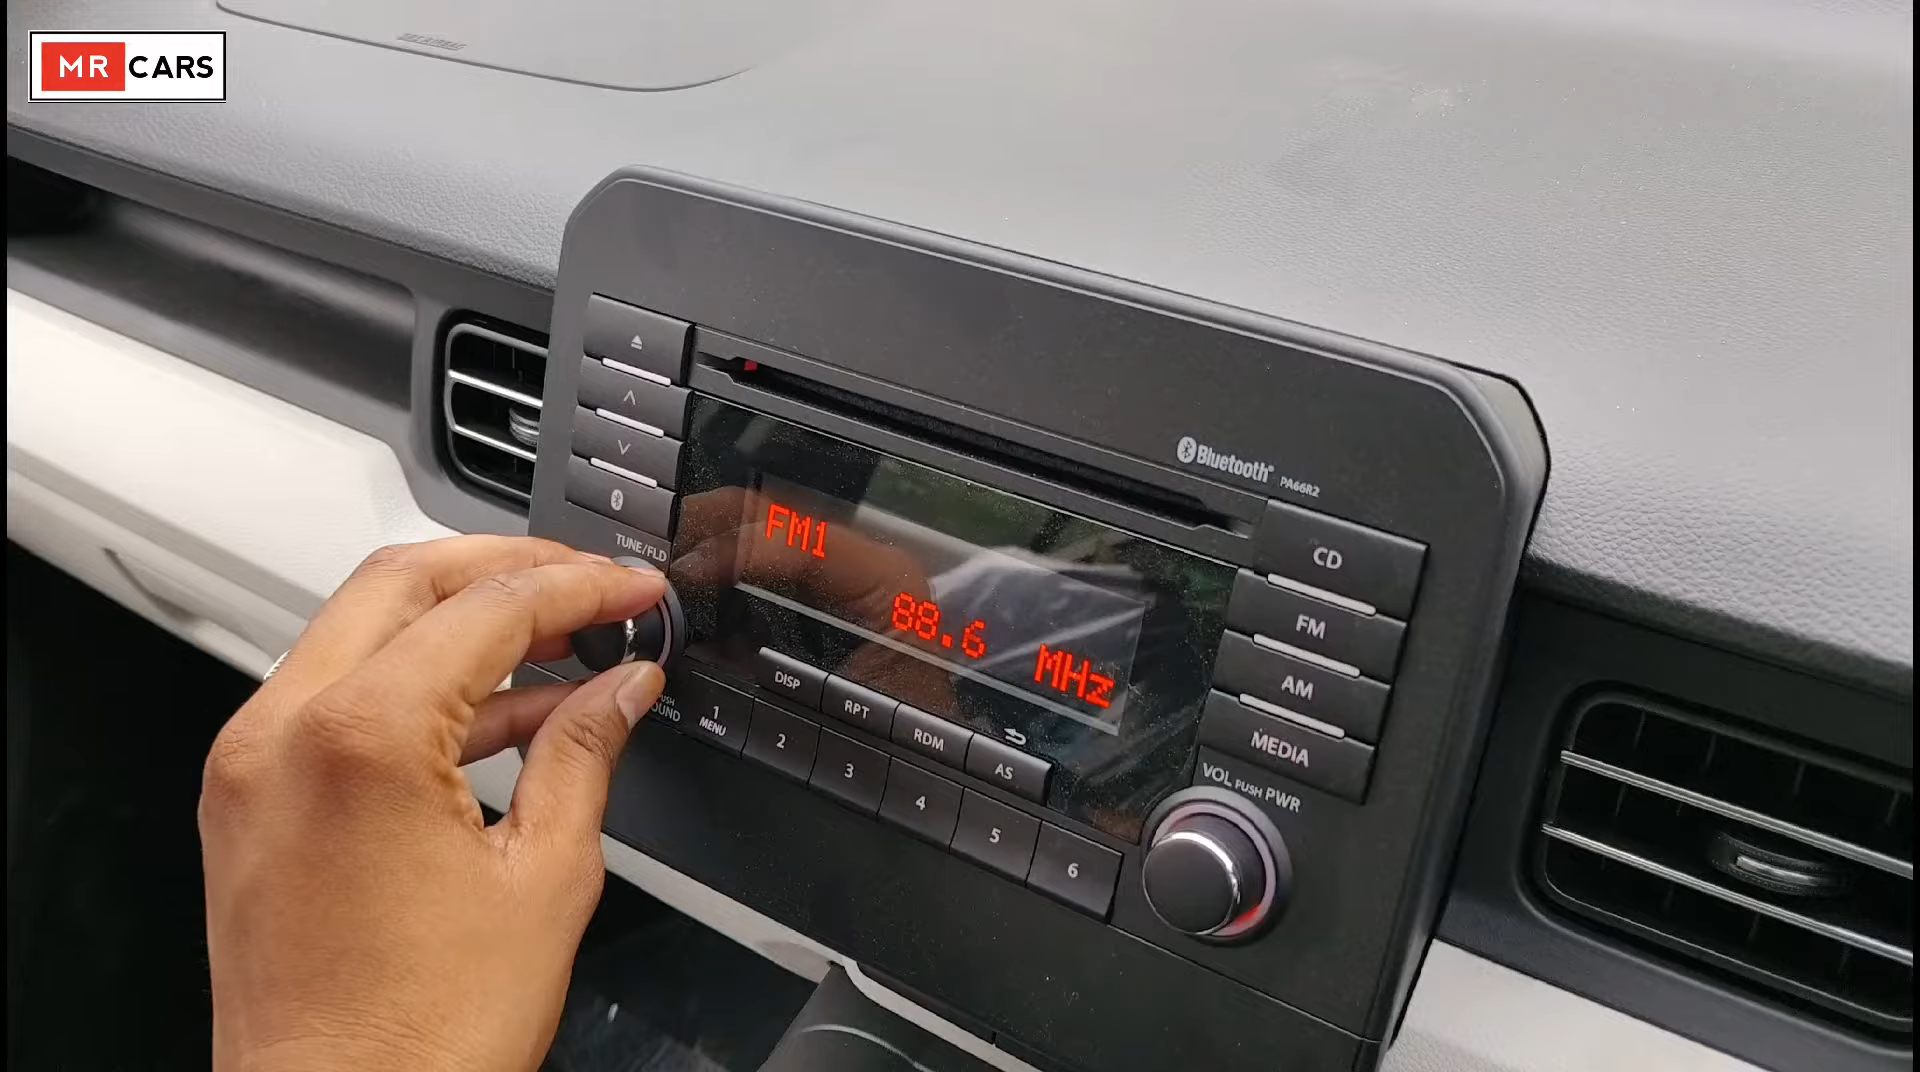 MR CARS
Bluetooth®
PA66R2
CD
TUNE/FLD
FM1
FM
88.6 MHz
AM
DISP
RPT
RDM
AS
MEDIA
1
MENU
2
3
4
5
6
VOL PUSH PWR